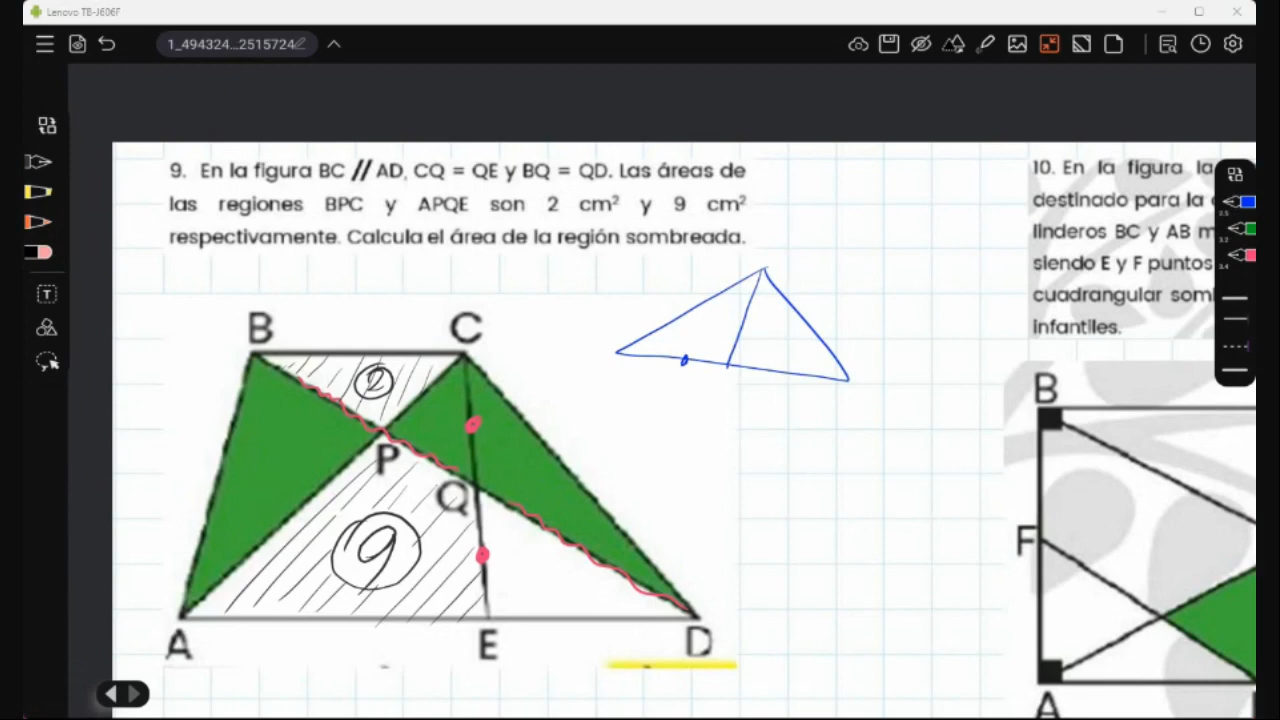 Lenovo TB-J606F
1_494324...2515724
9. En la figura BC // AD, CQ = QE y BQ = QD. Las áreas de
las regiones BPC y APQE son 2 cm² y 9 cm²
respectivamente. Calcula el área de la región sombreada.
B
C
2
P
Q
9
A
E
D
10. En la figura, la
destinado para la
linderos BC y AB
siendo E y F puntos
cuadrangular som
infantiles.
B
F
A
T